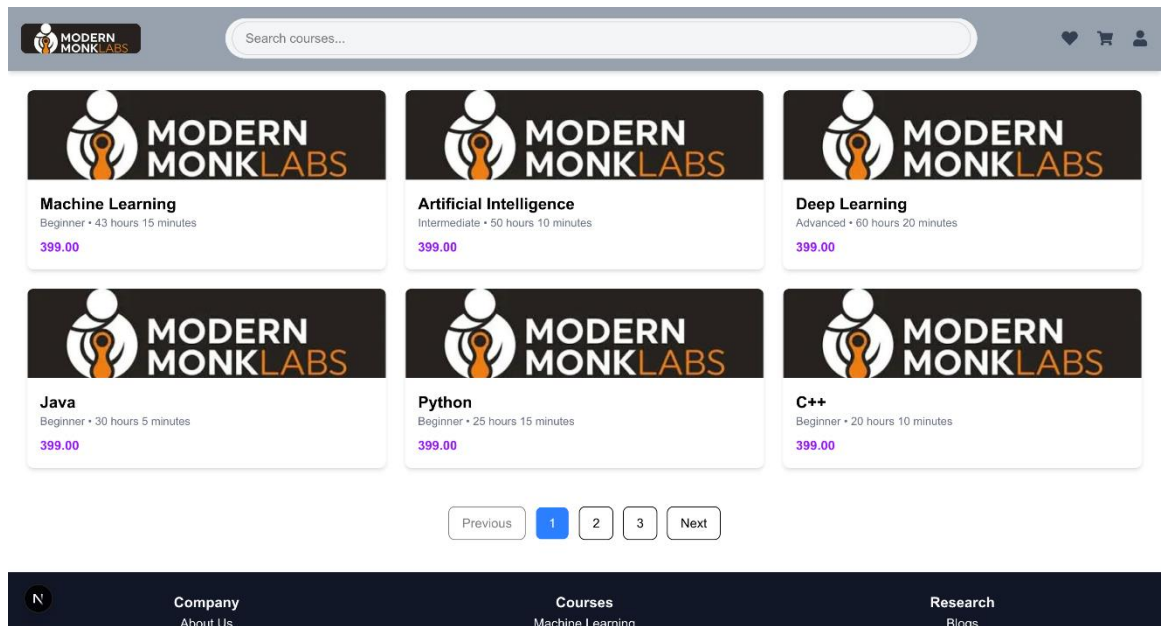 MODERN
MONKLABS
Search courses...
MODERN
MONKLABS
Machine Learning
Beginner • 43 hours 15 minutes
399.00
MODERN
MONKLABS
Artificial Intelligence
Intermediate • 50 hours 10 minutes
399.00
MODERN
MONKLABS
Deep Learning
Advanced • 60 hours 20 minutes
399.00
MODERN
MONKLABS
Java
Beginner • 30 hours 5 minutes
399.00
MODERN
MONKLABS
Python
Beginner • 25 hours 15 minutes
399.00
MODERN
MONKLABS
C++
Beginner • 20 hours 10 minutes
399.00
Previous 1 2 3 Next
N
Company
About Us
Courses
Machine Learning
Research
Blogs